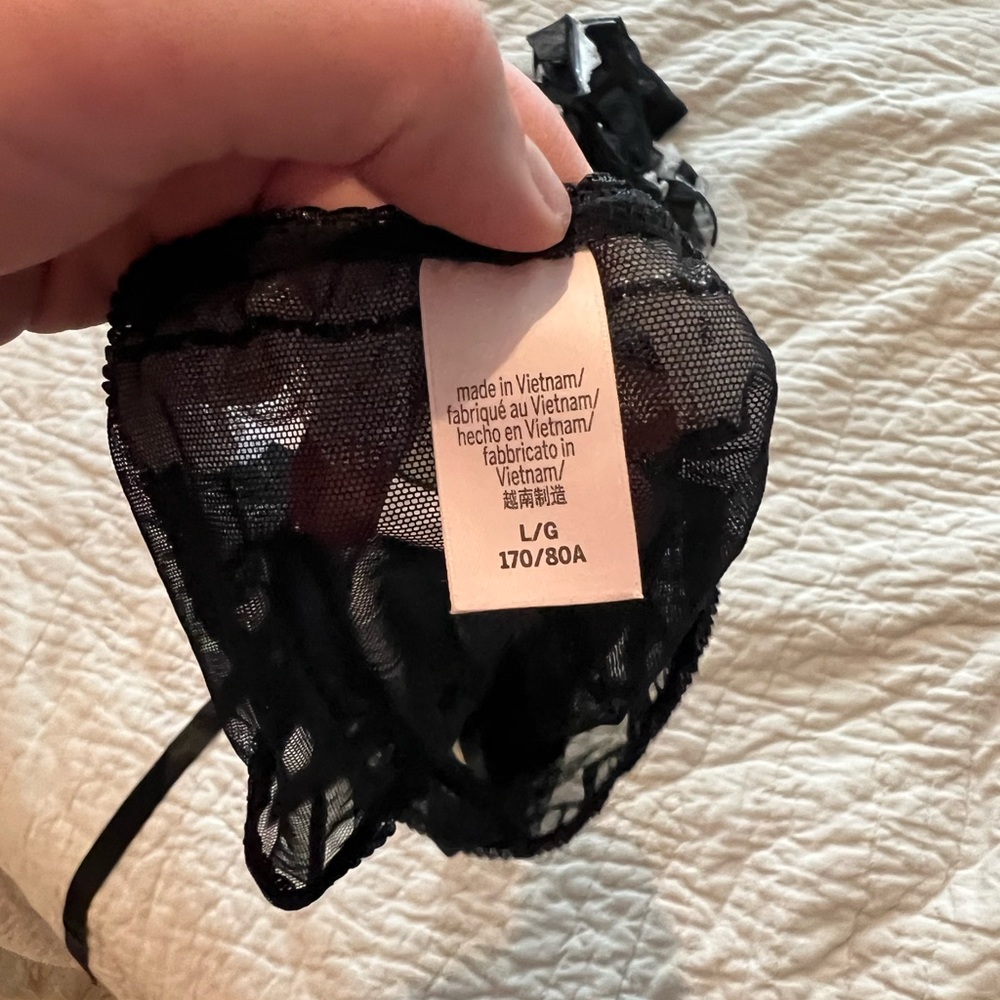 made in Vietnam/
fabriqué au Vietnam/
hecho en Vietnam/
fabbricato in
Vietnam/
越南制造
L/G
170/80A